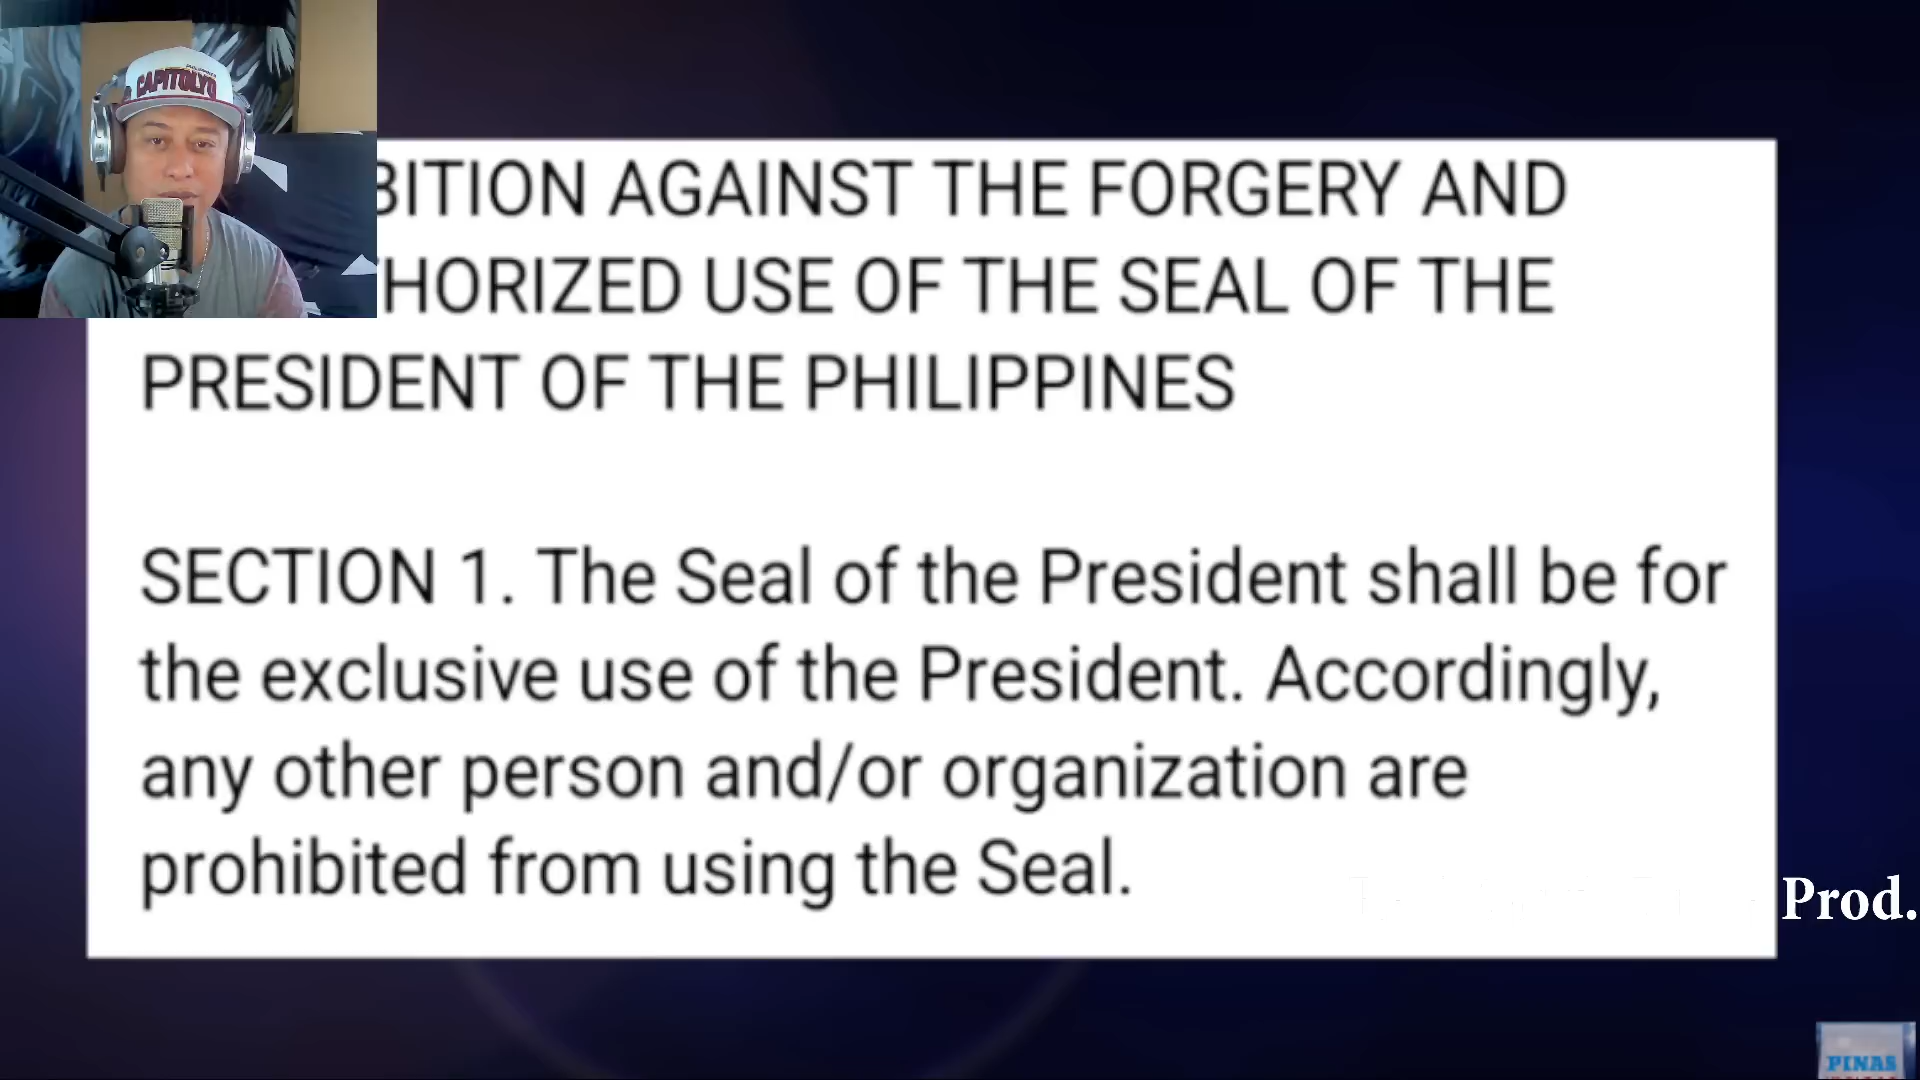 CAPITOLYO
BITION AGAINST THE FORGERY AND
HORIZED USE OF THE SEAL OF THE
PRESIDENT OF THE PHILIPPINES
SECTION 1. The Seal of the President shall be for
the exclusive use of the President. Accordingly,
any other person and/or organization are
prohibited from using the Seal.
Prod.
PINAS